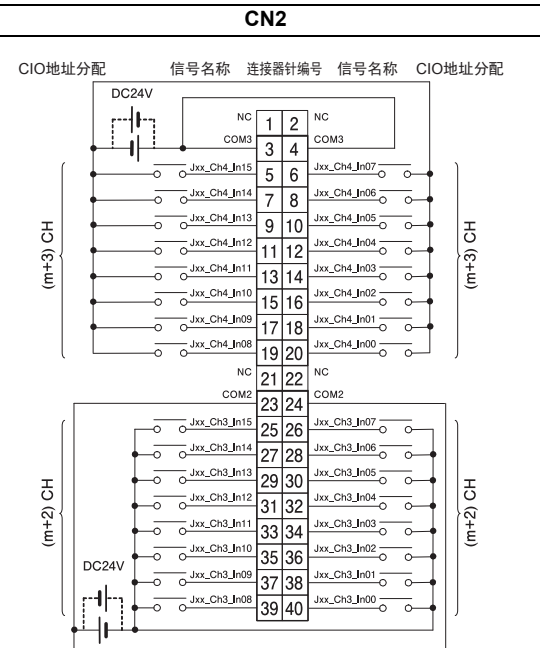 CN2
CIO地址分配 信号名称 连接器针编号 信号名称 CIO地址分配
DC24V
NC 1 2 NC
COM3 3 4 COM3
Jxx_Ch4_In15 5 6 Jxx_Ch4_In07
Jxx_Ch4_In14 7 8 Jxx_Ch4_In06
Jxx_Ch4_In13 9 10 Jxx_Ch4_In05
Jxx_Ch4_In12 11 12 Jxx_Ch4_In04
Jxx_Ch4_In11 13 14 Jxx_Ch4_In03
Jxx_Ch4_In10 15 16 Jxx_Ch4_In02
Jxx_Ch4_In09 17 18 Jxx_Ch4_In01
Jxx_Ch4_In08 19 20 Jxx_Ch4_In00
(m+3) CH
(m+3) CH
NC 21 22 NC
COM2 23 24 COM2
Jxx_Ch3_In15 25 26 Jxx_Ch3_In07
Jxx_Ch3_In14 27 28 Jxx_Ch3_In06
Jxx_Ch3_In13 29 30 Jxx_Ch3_In05
Jxx_Ch3_In12 31 32 Jxx_Ch3_In04
Jxx_Ch3_In11 33 34 Jxx_Ch3_In03
Jxx_Ch3_In10 35 36 Jxx_Ch3_In02
Jxx_Ch3_In09 37 38 Jxx_Ch3_In01
Jxx_Ch3_In08 39 40 Jxx_Ch3_In00
(m+2) CH
(m+2) CH
DC24V